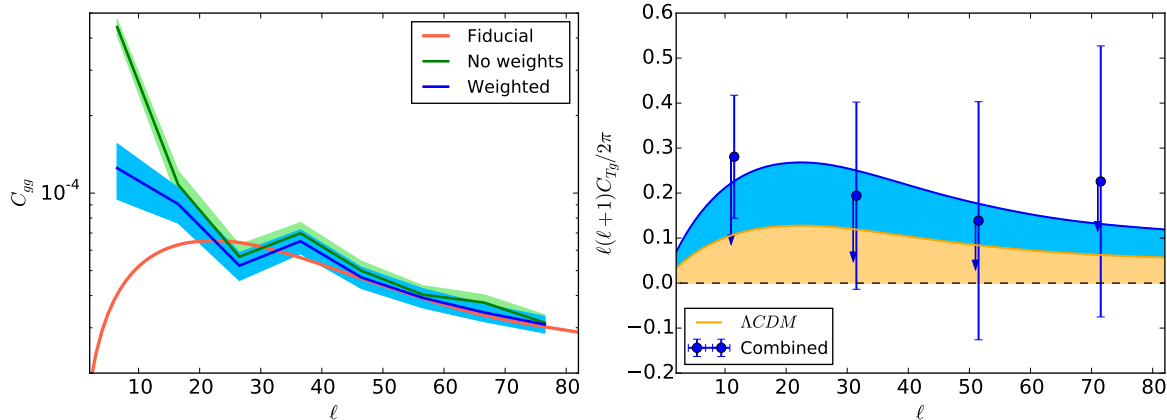 Fiducial
No weights
Weighted
C_gg
10^-4
10 20 30 40 50 60 70 80
ℓ
0.6
0.5
0.4
0.3
0.2
0.1
0.0
−0.1
−0.2
ℓ(ℓ+1)C_Tg/2π
ΛCDM
Combined
10 20 30 40 50 60 70 80
ℓ